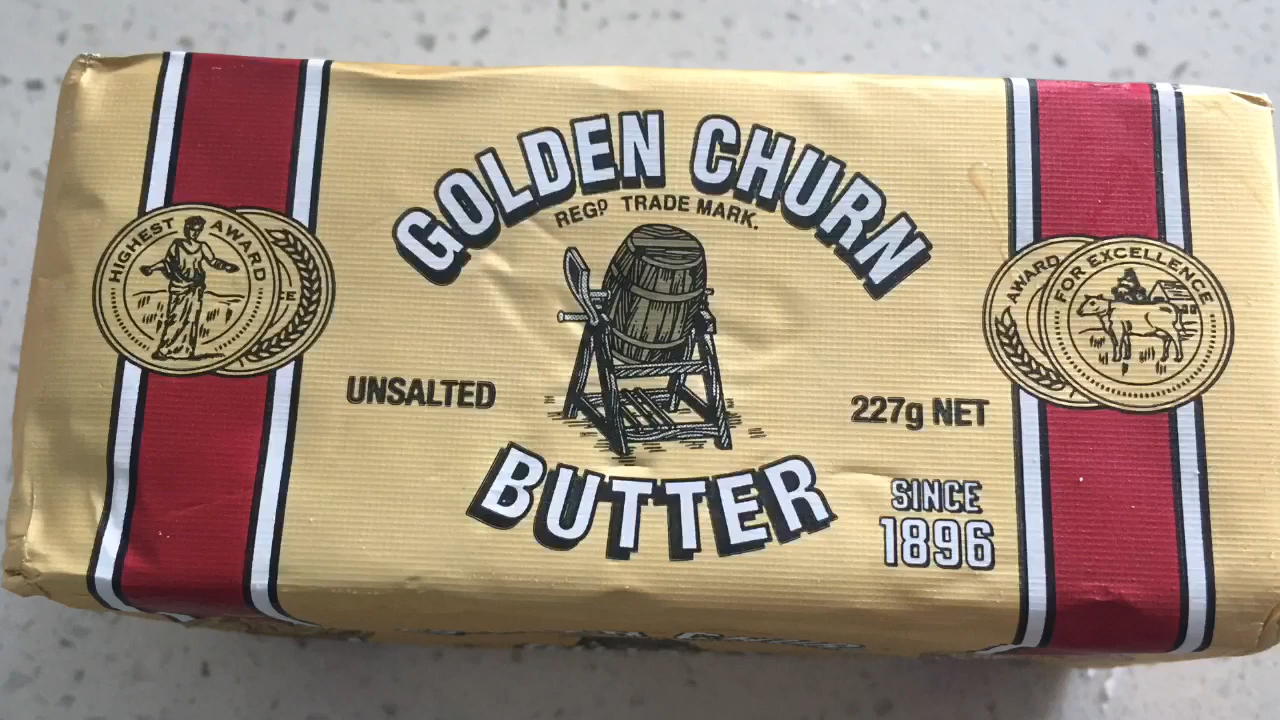 GOLDEN CHURN
REGD TRADE MARK.
HIGHEST AWARD
AWARD
FOR EXCELLENCE
UNSALTED
227g NET
BUTTER
SINCE
1896